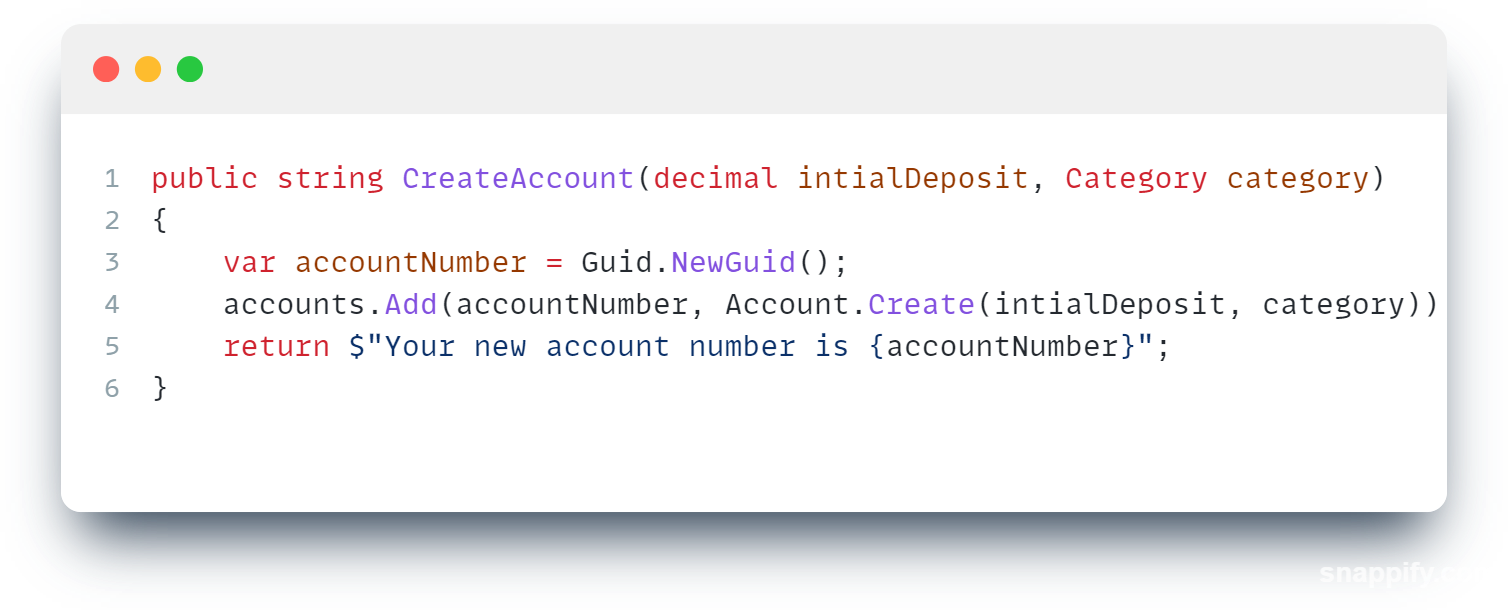 1 public string CreateAccount(decimal intialDeposit, Category category)
2 {
3     var accountNumber = Guid.NewGuid();
4     accounts.Add(accountNumber, Account.Create(intialDeposit, category))
5     return $"Your new account number is {accountNumber}";
6 }